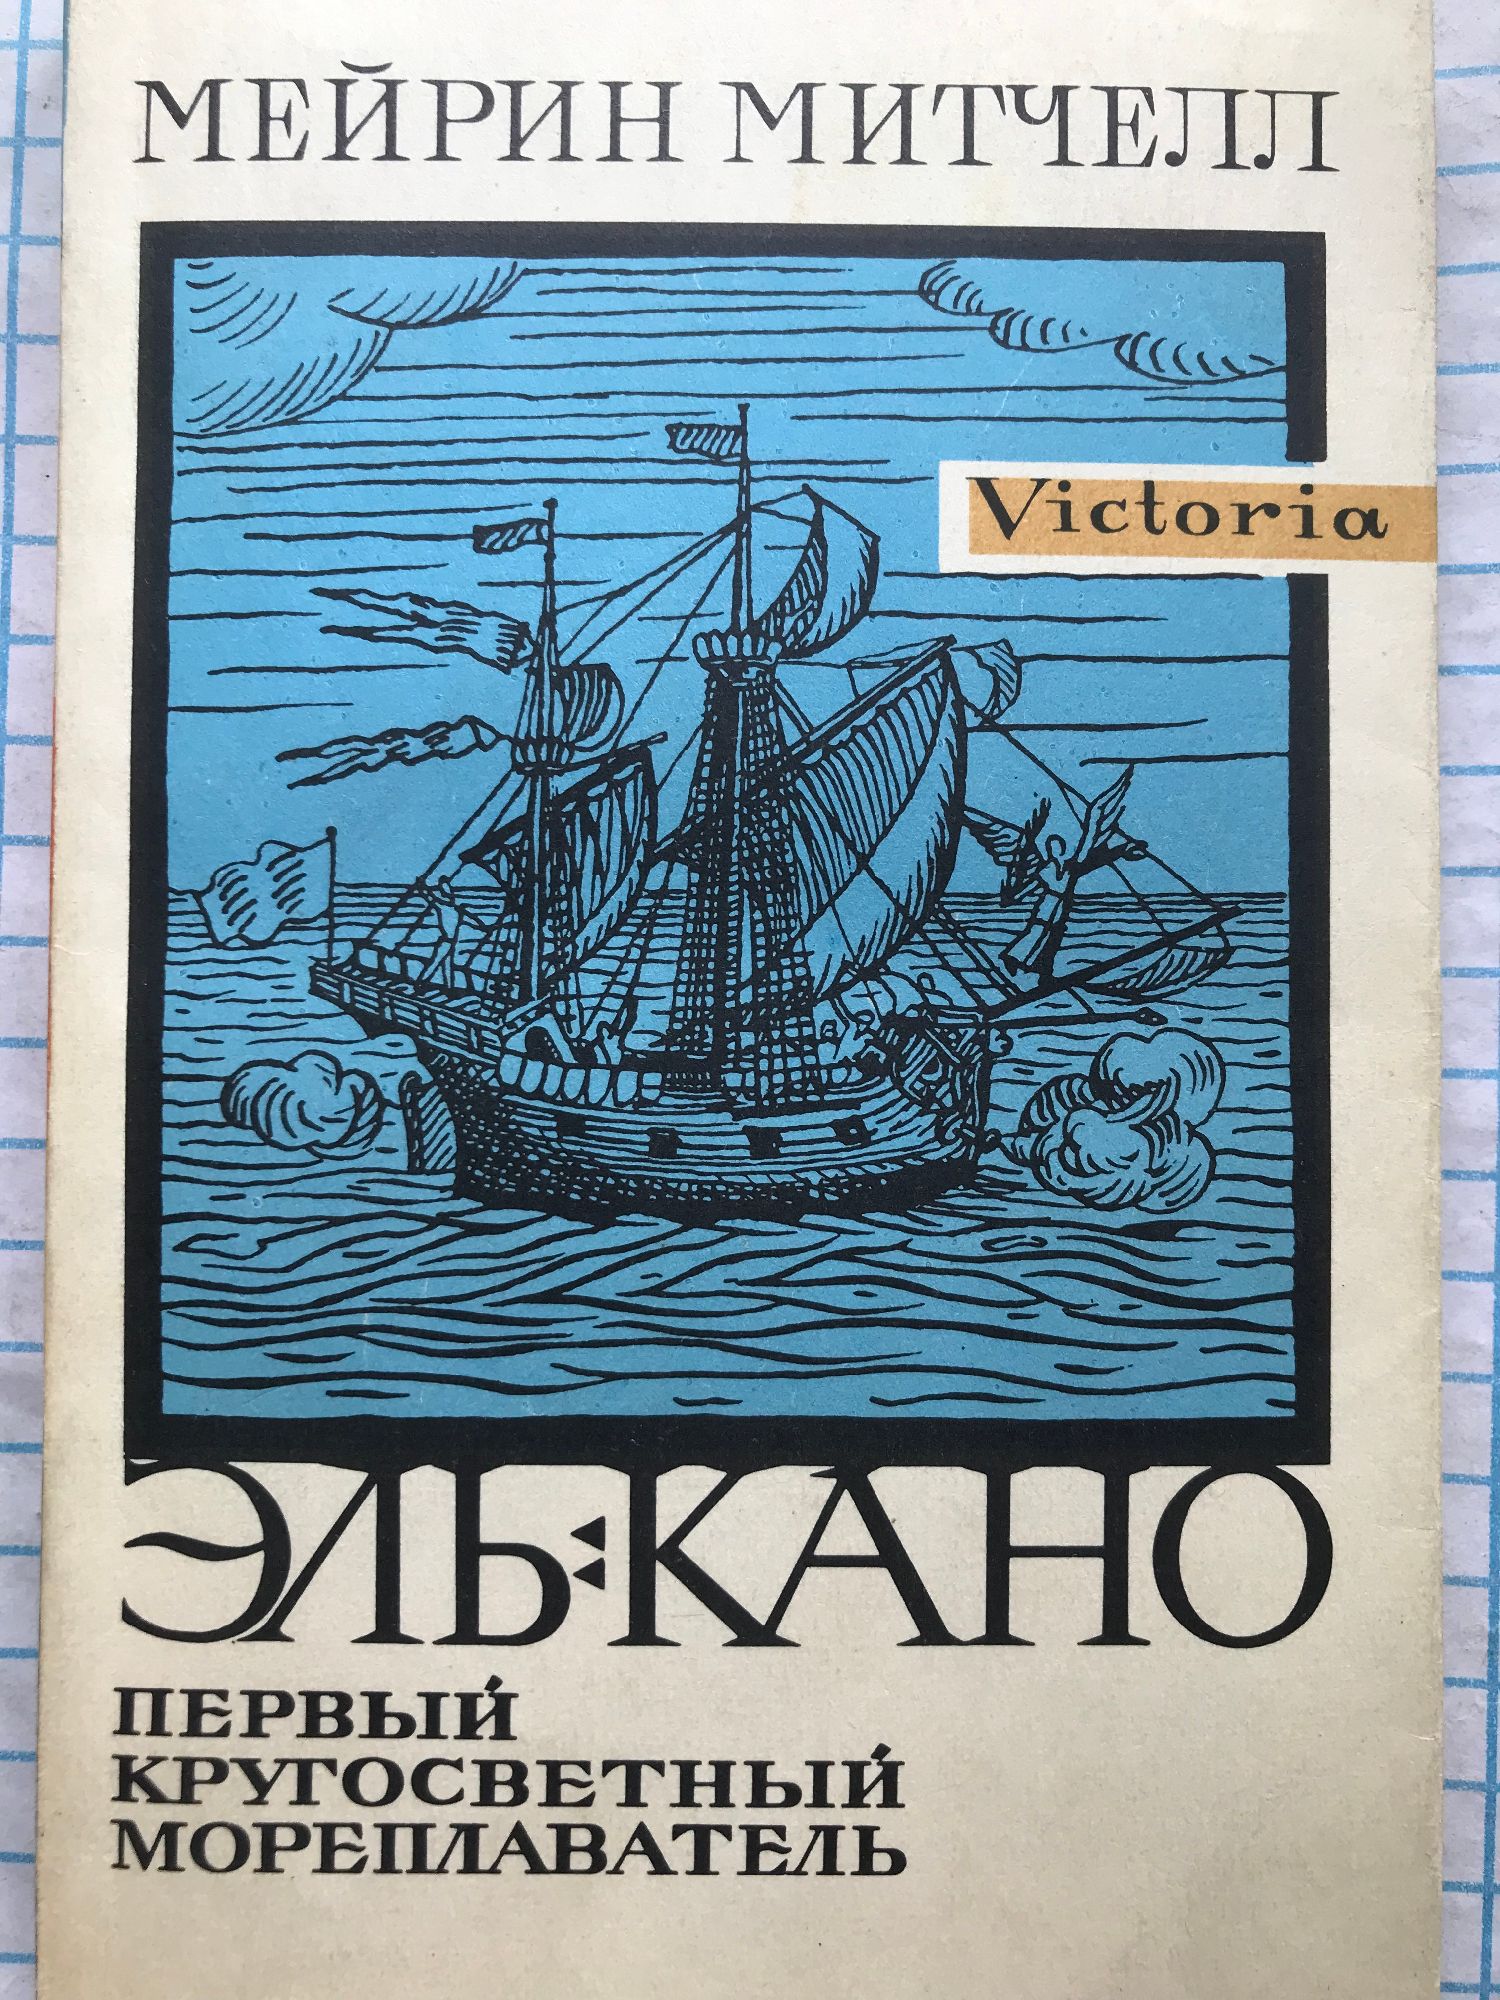 МЕЙРИН МИТЧЕЛЛ
Victoria
ЭЛЬ-КАНО
ПЕРВЫЙ
КРУГОСВЕТНЫЙ
МОРЕПЛАВАТЕЛЬ